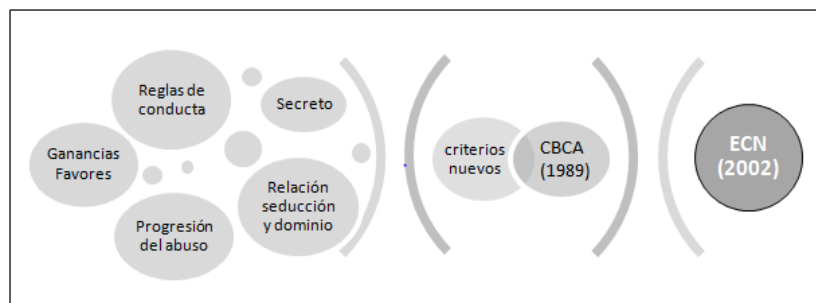 Reglas de
conducta
Secreto
Ganancias
Favores
Relación
seducción
y dominio
Progresión
del abuso
criterios
nuevos
CBCA
(1989)
ECN
(2002)